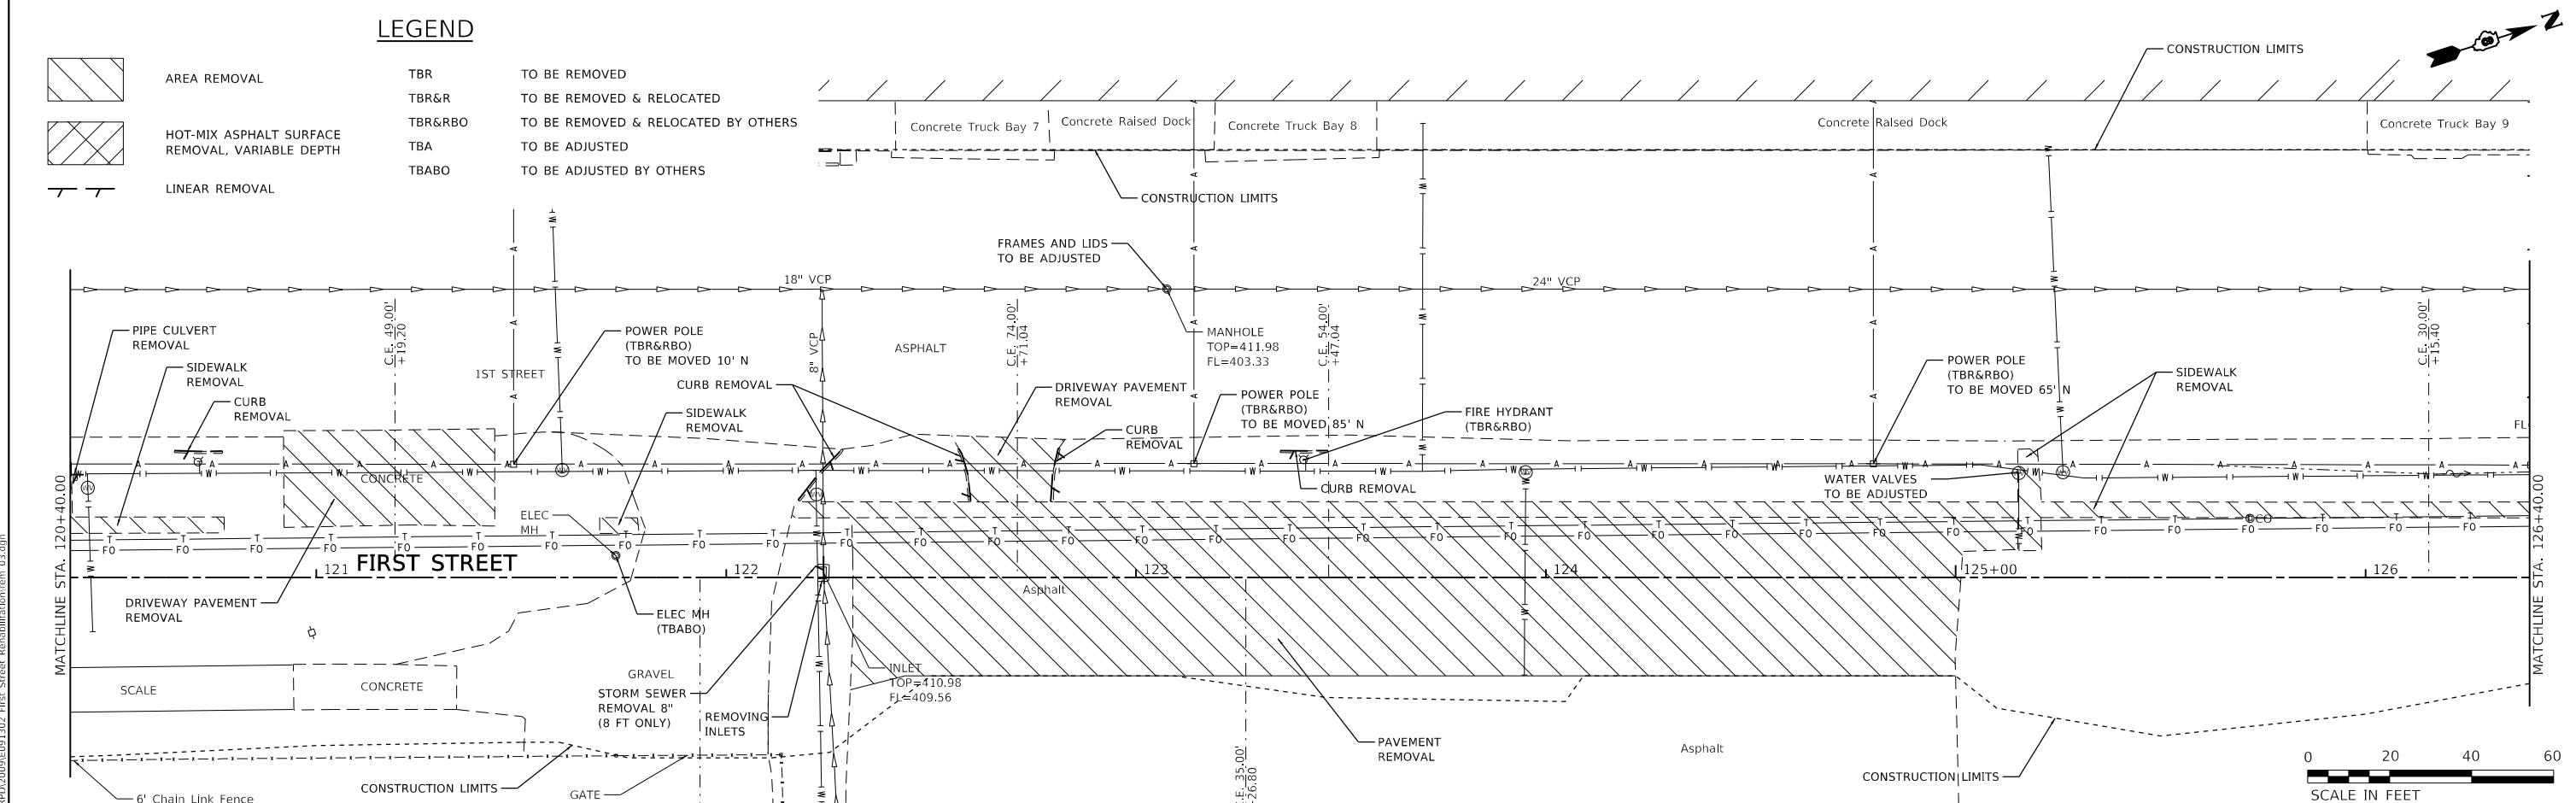 LEGEND
AREA REMOVAL
HOT-MIX ASPHALT SURFACE
REMOVAL, VARIABLE DEPTH
LINEAR REMOVAL
TBR TO BE REMOVED
TBR&R TO BE REMOVED & RELOCATED
TBR&RBO TO BE REMOVED & RELOCATED BY OTHERS
TBA TO BE ADJUSTED
TBABO TO BE ADJUSTED BY OTHERS
N
CONSTRUCTION LIMITS
Concrete Truck Bay 7
Concrete Raised Dock
Concrete Truck Bay 8
Concrete Raised Dock
Concrete Truck Bay 9
CONSTRUCTION LIMITS
FRAMES AND LIDS
TO BE ADJUSTED
18" VCP
24" VCP
PIPE CULVERT
REMOVAL
SIDEWALK
REMOVAL
CURB
REMOVAL
C.E. 49.00'
+19.20
1ST STREET
POWER POLE
(TBR&RBO)
TO BE MOVED 10' N
CURB REMOVAL
SIDEWALK
REMOVAL
8" VCP
ASPHALT
C.E. 74.00'
+71.04
MANHOLE
TOP=411.98
FL=403.33
C.E. 54.00'
+47.04
DRIVEWAY PAVEMENT
REMOVAL
CURB
REMOVAL
POWER POLE
(TBR&RBO)
TO BE MOVED 85' N
FIRE HYDRANT
(TBR&RBO)
CURB REMOVAL
POWER POLE
(TBR&RBO)
TO BE MOVED 65' N
SIDEWALK
REMOVAL
C.E. 30.00'
+15.40
FL
WATER VALVES
TO BE ADJUSTED
CONCRETE
ELEC
MH
CO
MATCHLINE STA. 120+40.00
MATCHLINE STA. 126+40.00
121
FIRST STREET
122
123
124
125+00
126
Asphalt
DRIVEWAY PAVEMENT
REMOVAL
ELEC MH
(TBABO)
SCALE
CONCRETE
GRAVEL
STORM SEWER
REMOVAL 8"
(8 FT ONLY)
REMOVING
INLETS
INLET
TOP=410.98
FL=409.56
C.E. 35.00'
-26.80
PAVEMENT
REMOVAL
Asphalt
CONSTRUCTION LIMITS
CONSTRUCTION LIMITS
GATE
6' Chain Link Fence
0 20 40 60
SCALE IN FEET